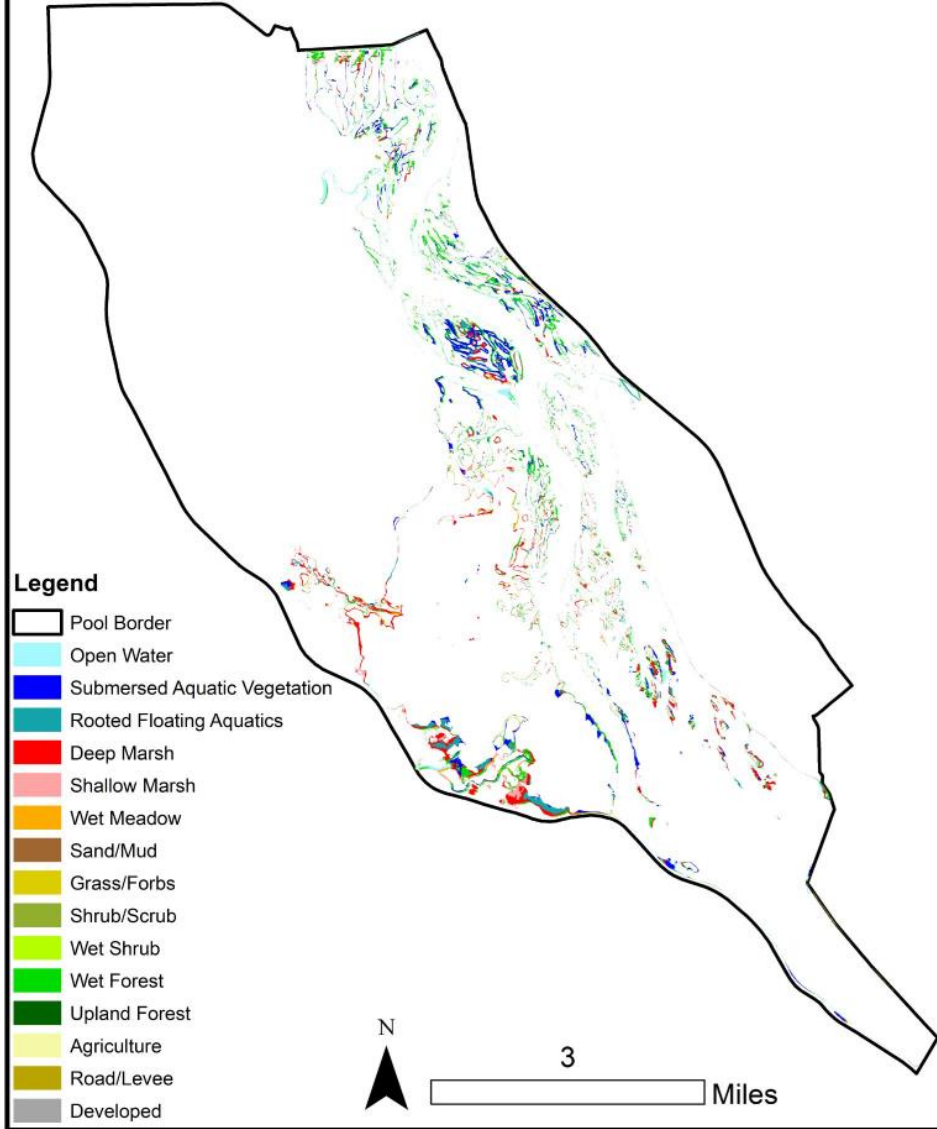 Legend
Pool Border
Open Water
Submersed Aquatic Vegetation
Rooted Floating Aquatics
Deep Marsh
Shallow Marsh
Wet Meadow
Sand/Mud
Grass/Forbs
Shrub/Scrub
Wet Shrub
Wet Forest
Upland Forest
Agriculture
Road/Levee
Developed
N
3
Miles